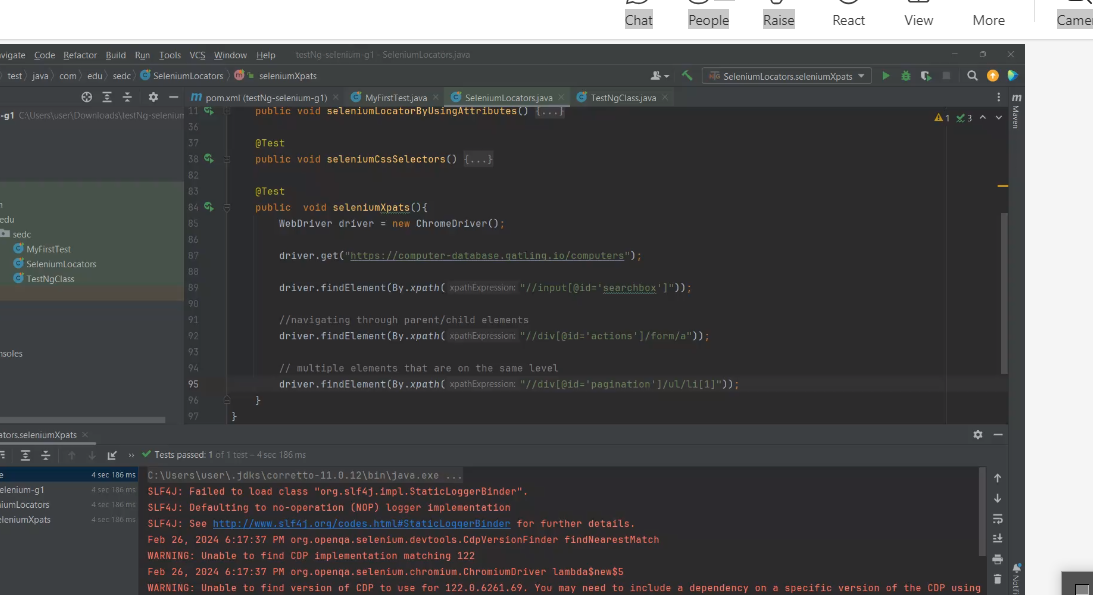 Chat People Raise React View More Camer
avigate Code Refactor Build Run Tools VCS Window Help testNg-selenium-g1 - SeleniumLocators.java
test java com edu sedc SeleniumLocators seleniumXpats SeleniumLocators.seleniumXpats
pom.xml (testNg-selenium-g1) MyFirstTest.java SeleniumLocators.java TestNgClass.java
-g1 C:\Users\user\Downloads\testNg-selenium
Maven
1 3
11 public void seleniumLocatorByUsingAttributes() {...}
36
37 @Test
38 public void seleniumCssSelectors() {...}
82
83 @Test
84 public  void seleniumXpats(){
85 WebDriver driver = new ChromeDriver();
86
87 driver.get("https://computer-database.gatling.io/computers");
88
89 driver.findElement(By.xpath( xpathExpression: "//input[@id='searchbox']"));
90
91 //navigating through parent/child elements
92 driver.findElement(By.xpath( xpathExpression: "//div[@id='actions']/form/a"));
93
94 // multiple elements that are on the same level
95 driver.findElement(By.xpath( xpathExpression: "//div[@id='pagination']/ul/li[1]"));
96 }
97 }
edu
sedc
MyFirstTest
SeleniumLocators
TestNgClass
nsoles
ators.seleniumXpats
Tests passed: 1 of 1 test – 4 sec 186 ms
e 4 sec 186 ms
elenium-g1 4 sec 186 ms
niumLocators 4 sec 186 ms
eleniumXpats 4 sec 186 ms
C:\Users\user\.jdks\corretto-11.0.12\bin\java.exe ...
SLF4J: Failed to load class "org.slf4j.impl.StaticLoggerBinder".
SLF4J: Defaulting to no-operation (NOP) logger implementation
SLF4J: See http://www.slf4j.org/codes.html#StaticLoggerBinder for further details.
Feb 26, 2024 6:17:37 PM org.openqa.selenium.devtools.CdpVersionFinder findNearestMatch
WARNING: Unable to find CDP implementation matching 122
Feb 26, 2024 6:17:37 PM org.openqa.selenium.chromium.ChromiumDriver lambda$new$5
WARNING: Unable to find version of CDP to use for 122.0.6261.69. You may need to include a dependency on a specific version of the CDP using